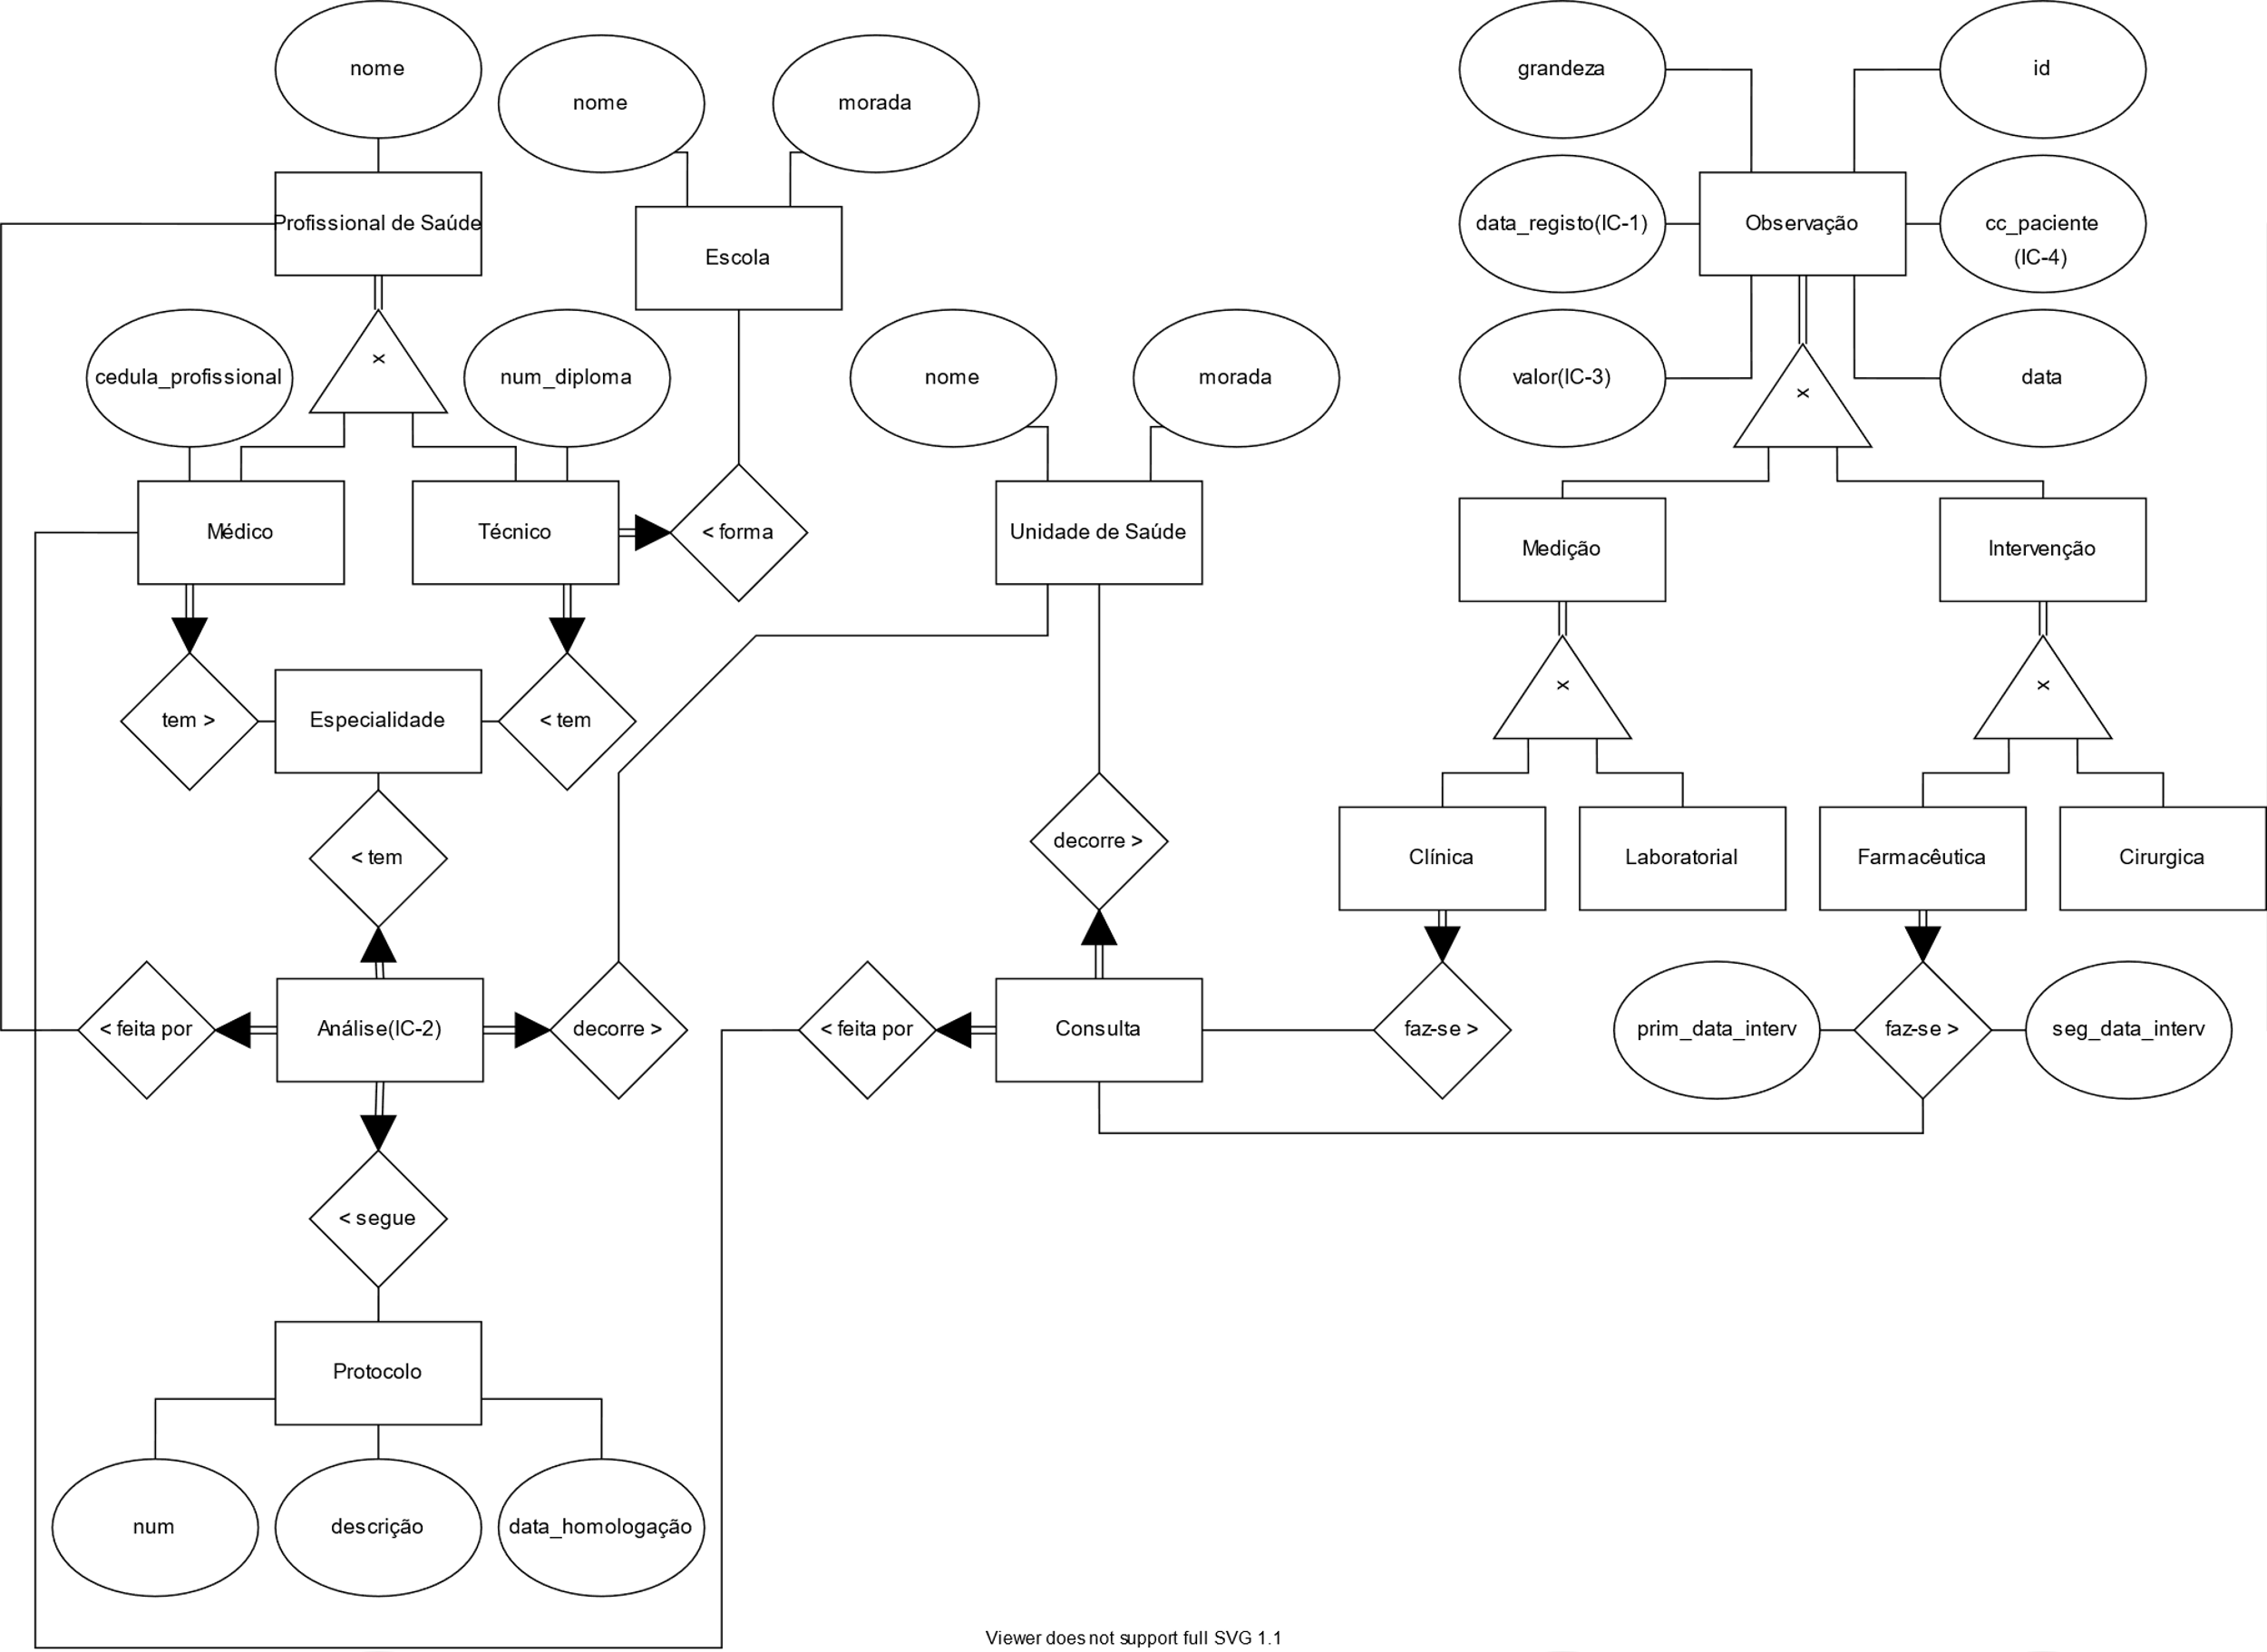 nome
grandeza
id
nome
morada
Profissional de Saúde
data_registo(IC-1)
Observação
cc_paciente
(IC-4)
Escola
x
cedula_profissional
num_diploma
nome
morada
valor(IC-3)
x
data
Médico
Técnico
< forma
Unidade de Saúde
Medição
Intervenção
tem >
Especialidade
< tem
x
x
decorre >
< tem
Clínica
Laboratorial
Farmacêutica
Cirurgica
< feita por
Análise(IC-2)
decorre >
< feita por
Consulta
faz-se >
prim_data_interv
faz-se >
seg_data_interv
< segue
Protocolo
num
descrição
data_homologação
Viewer does not support full SVG 1.1